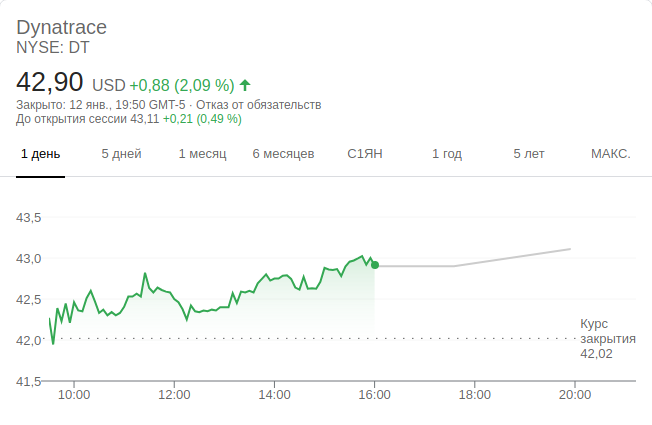 Dynatrace
NYSE: DT
42,90 USD +0,88 (2,09 %)
Закрыто: 12 янв., 19:50 GMT-5 · Отказ от обязательств
До открытия сессии 43,11 +0,21 (0,49 %)
1 день 5 дней 1 месяц 6 месяцев С1ЯН 1 год 5 лет МАКС.
43,5
43,0
42,5
42,0
41,5
Курс
закрытия
42,02
10:00 12:00 14:00 16:00 18:00 20:00